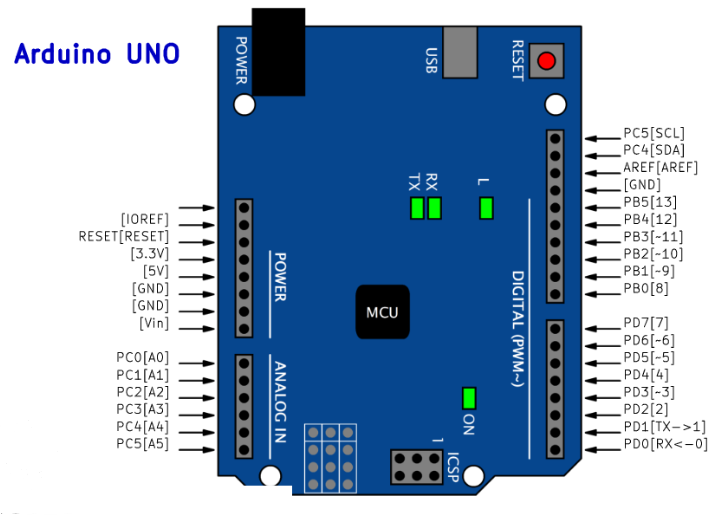 Arduino UNO
POWER
USB
RESET
TX
RX
L
POWER
ANALOG IN
MCU
DIGITAL (PWM~)
ON
1
ICSP
[IOREF]
RESET[RESET]
[3.3V]
[5V]
[GND]
[GND]
[Vin]
PC0[A0]
PC1[A1]
PC2[A2]
PC3[A3]
PC4[A4]
PC5[A5]
PC5[SCL]
PC4[SDA]
AREF[AREF]
[GND]
PB5[13]
PB4[12]
PB3[~11]
PB2[~10]
PB1[~9]
PB0[8]
PD7[7]
PD6[~6]
PD5[~5]
PD4[4]
PD3[~3]
PD2[2]
PD1[TX->1]
PD0[RX<-0]